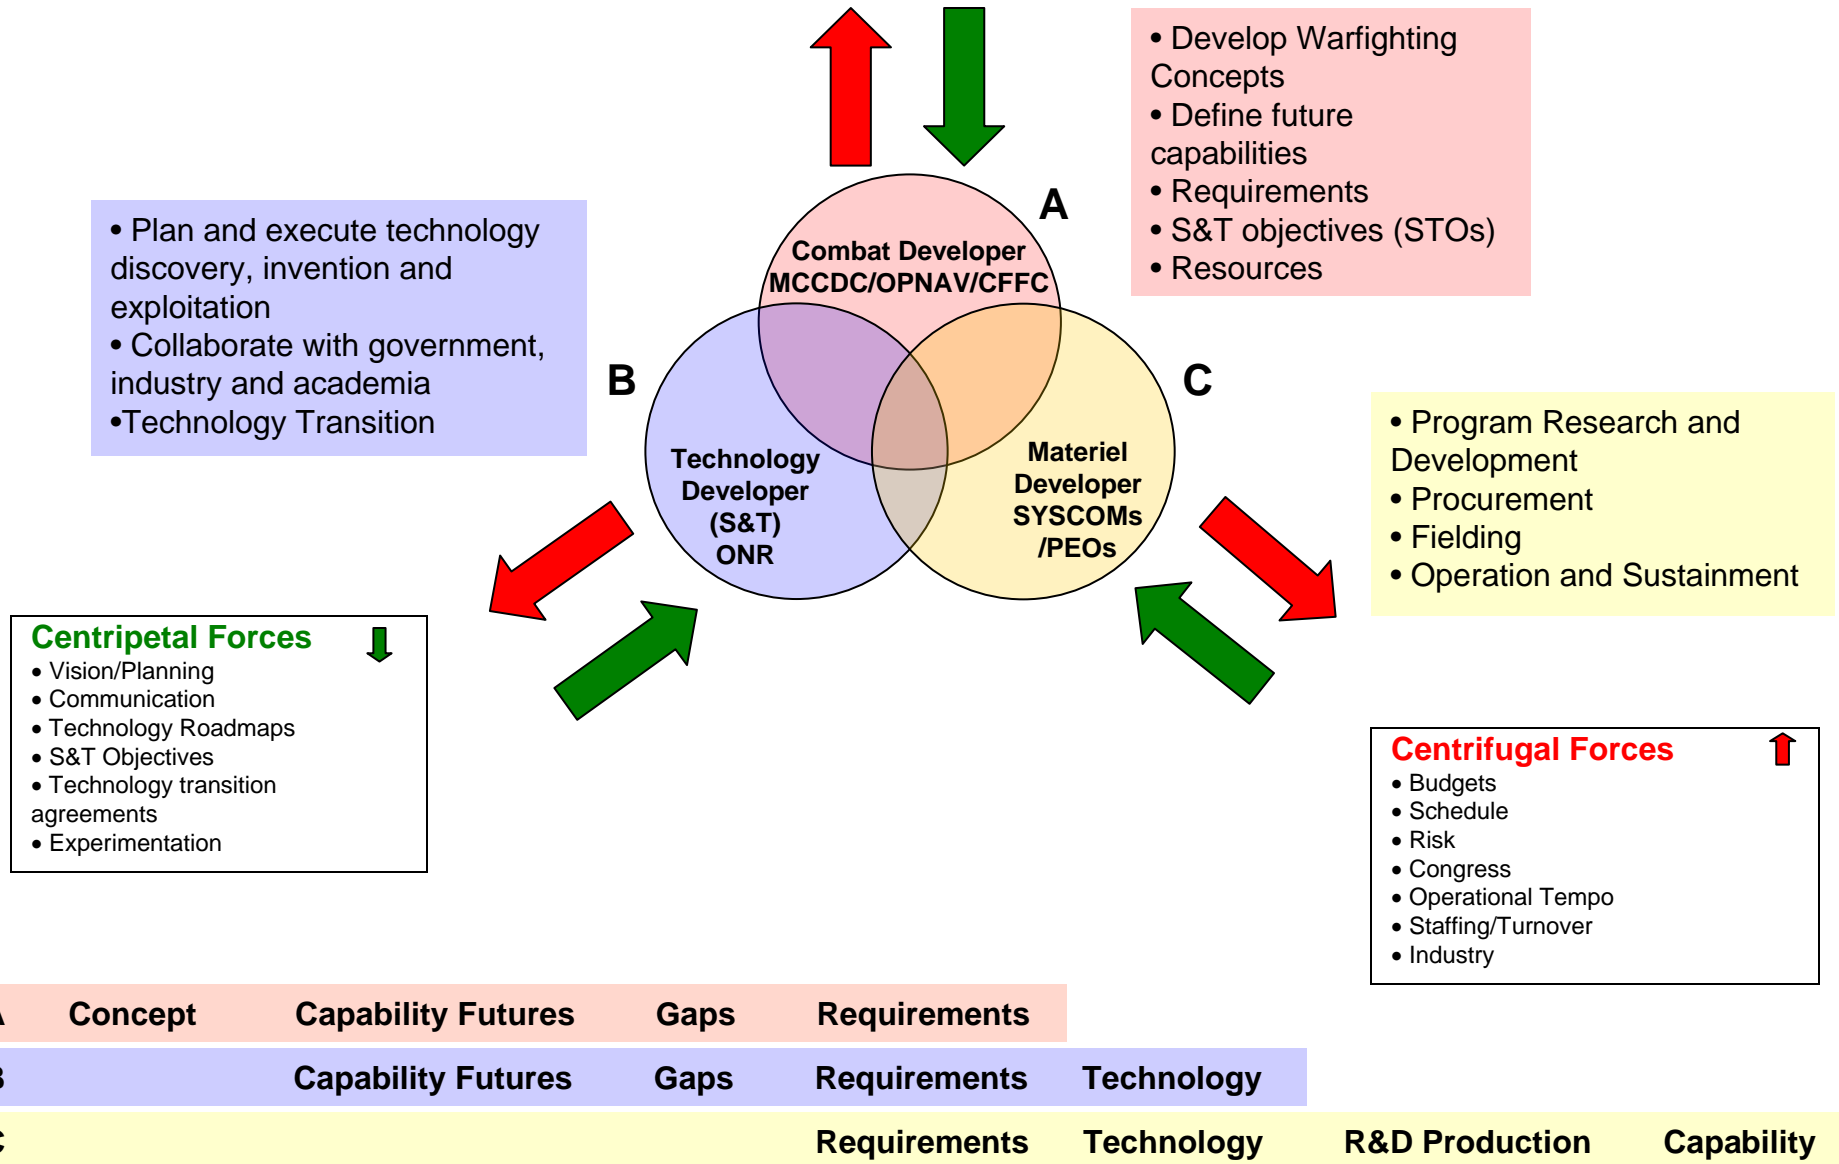 • Develop Warfighting
Concepts
• Define future
capabilities
• Requirements
• S&T objectives (STOs)
• Resources
A
Combat Developer
MCCDC/OPNAV/CFFC
• Plan and execute technology
discovery, invention and
exploitation
• Collaborate with government,
industry and academia
•Technology Transition
B
C
Technology
Developer
(S&T)
ONR
Materiel
Developer
SYSCOMs
/PEOs
• Program Research and
Development
• Procurement
• Fielding
• Operation and Sustainment
Centripetal Forces
• Vision/Planning
• Communication
• Technology Roadmaps
• S&T Objectives
• Technology transition
agreements
• Experimentation
Centrifugal Forces
• Budgets
• Schedule
• Risk
• Congress
• Operational Tempo
• Staffing/Turnover
• Industry
A Concept Capability Futures Gaps Requirements
B Capability Futures Gaps Requirements Technology
C Requirements Technology R&D Production Capability